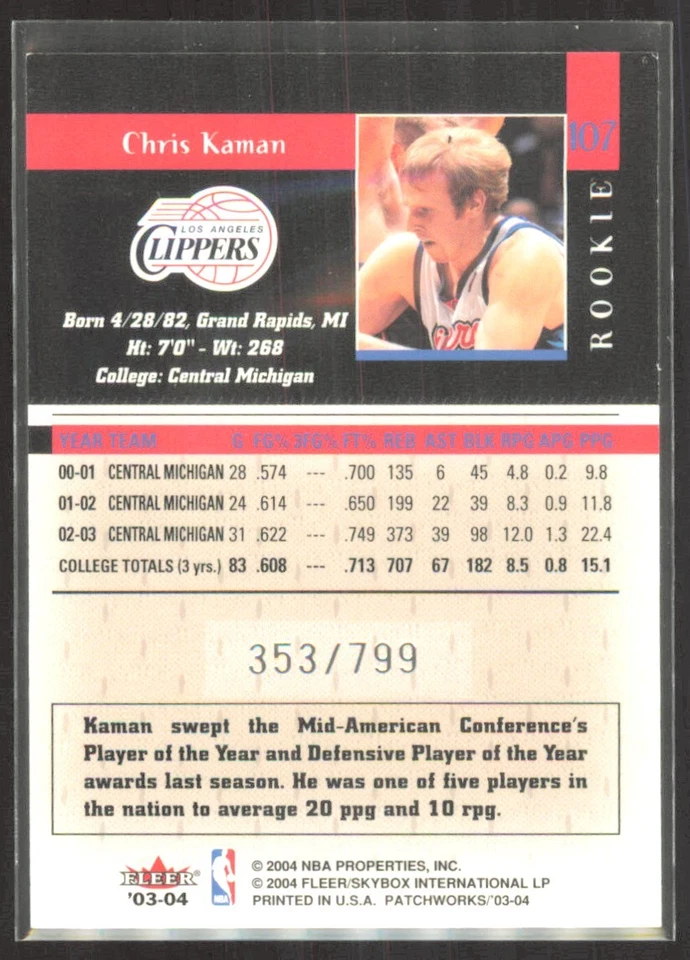 107
Chris Kaman
ROOKIE
LOS ANGELES
CLIPPERS
Born 4/28/82, Grand Rapids, MI
Ht: 7'0" - Wt: 268
College: Central Michigan
YEAR TEAM G FG% 3FG% FT% REB AST BLK RPG APG PPG
00-01 CENTRAL MICHIGAN 28 .574 --- .700 135 6 45 4.8 0.2 9.8
01-02 CENTRAL MICHIGAN 24 .614 --- .650 199 22 39 8.3 0.9 11.8
02-03 CENTRAL MICHIGAN 31 .622 --- .749 373 39 98 12.0 1.3 22.4
COLLEGE TOTALS (3 yrs.) 83 .608 --- .713 707 67 182 8.5 0.8 15.1
353/799
Kaman swept the Mid-American Conference's
Player of the Year and Defensive Player of the Year
awards last season. He was one of five players in
the nation to average 20 ppg and 10 rpg.
FLEER®
'03-04
NBA
© 2004 NBA PROPERTIES, INC.
© 2004 FLEER/SKYBOX INTERNATIONAL LP
PRINTED IN U.S.A. PATCHWORKS/'03-04